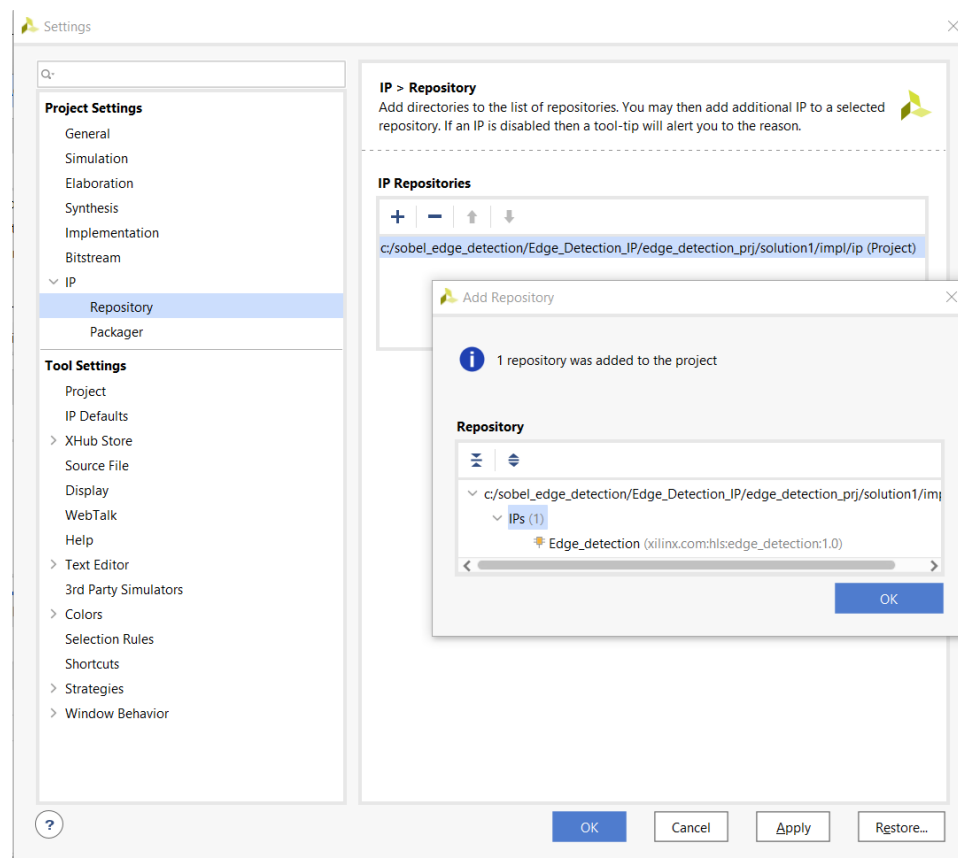 Settings
Project Settings
General
Simulation
Elaboration
Synthesis
Implementation
Bitstream
IP
Repository
Packager
Tool Settings
Project
IP Defaults
XHub Store
Source File
Display
WebTalk
Help
Text Editor
3rd Party Simulators
Colors
Selection Rules
Shortcuts
Strategies
Window Behavior
IP > Repository
Add directories to the list of repositories. You may then add additional IP to a selected
repository. If an IP is disabled then a tool-tip will alert you to the reason.
IP Repositories
c:/sobel_edge_detection/Edge_Detection_IP/edge_detection_prj/solution1/impl/ip (Project)
Add Repository
1 repository was added to the project
Repository
c:/sobel_edge_detection/Edge_Detection_IP/edge_detection_prj/solution1/imp
IPs (1)
Edge_detection (xilinx.com:hls:edge_detection:1.0)
OK
?
OK
Cancel
Apply
Restore...